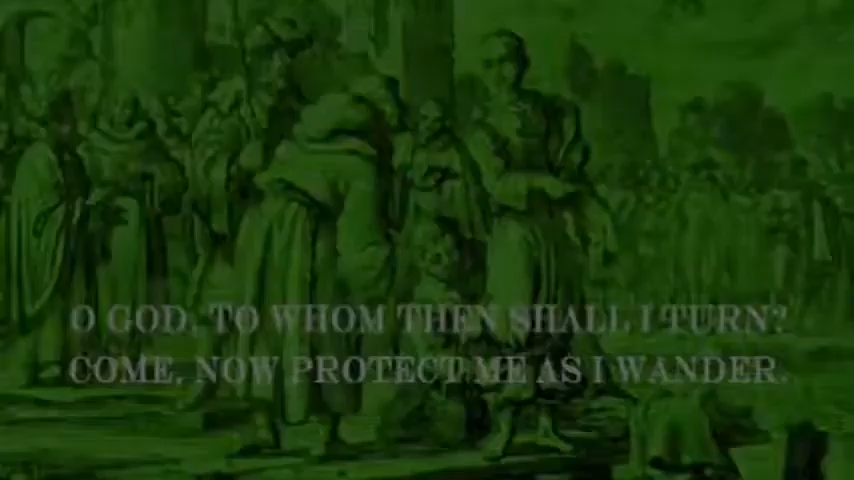 O GOD, TO WHOM THEN SHALL I TURN?
COME, NOW PROTECT ME AS I WANDER.